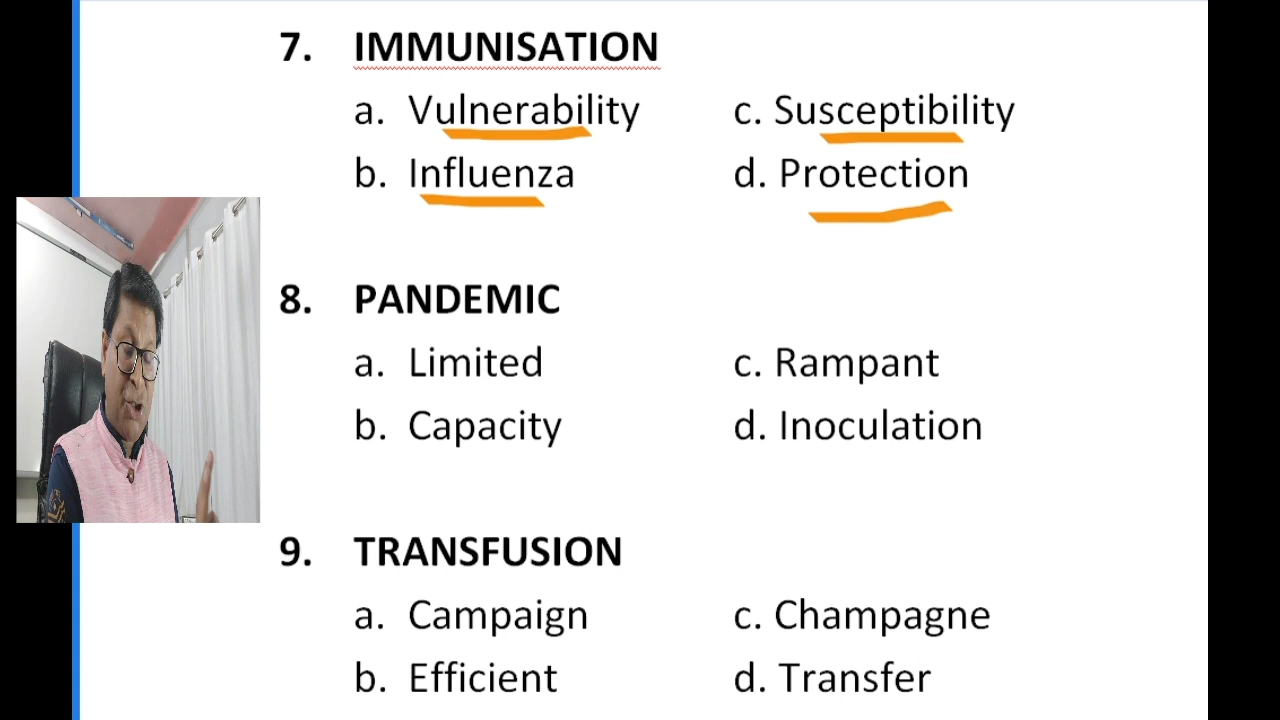 7. IMMUNISATION
a. Vulnerability c. Susceptibility
b. Influenza d. Protection
8. PANDEMIC
a. Limited c. Rampant
b. Capacity d. Inoculation
9. TRANSFUSION
a. Campaign c. Champagne
b. Efficient d. Transfer